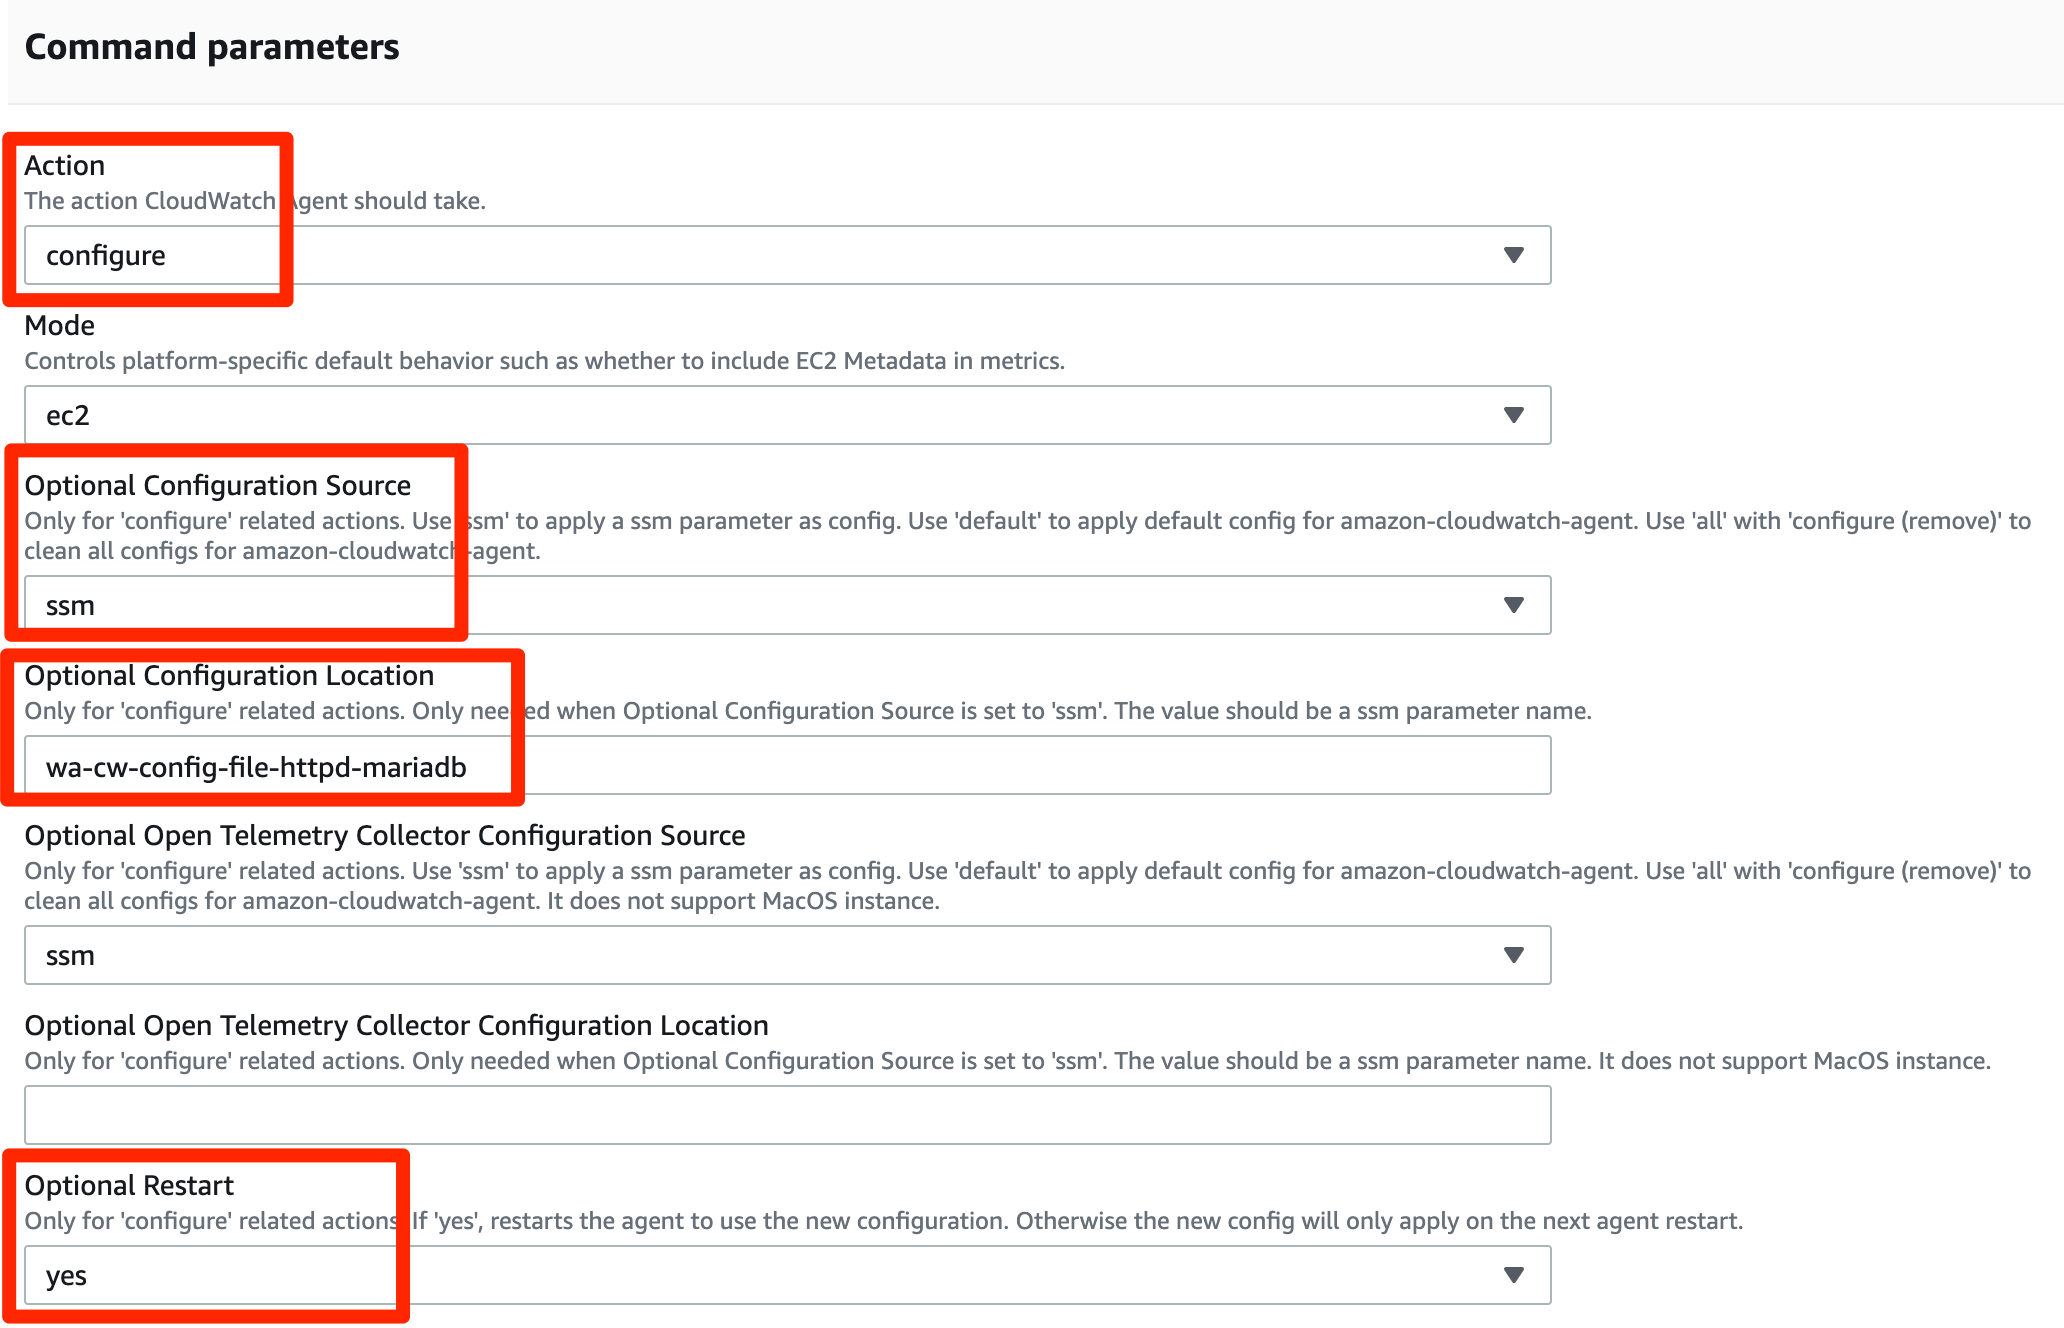 Command parameters
Action
The action CloudWatch Agent should take.
configure
Mode
Controls platform-specific default behavior such as whether to include EC2 Metadata in metrics.
ec2
Optional Configuration Source
Only for 'configure' related actions. Use 'ssm' to apply a ssm parameter as config. Use 'default' to apply default config for amazon-cloudwatch-agent. Use 'all' with 'configure (remove)' to
clean all configs for amazon-cloudwatch-agent.
ssm
Optional Configuration Location
Only for 'configure' related actions. Only needed when Optional Configuration Source is set to 'ssm'. The value should be a ssm parameter name.
wa-cw-config-file-httpd-mariadb
Optional Open Telemetry Collector Configuration Source
Only for 'configure' related actions. Use 'ssm' to apply a ssm parameter as config. Use 'default' to apply default config for amazon-cloudwatch-agent. Use 'all' with 'configure (remove)' to
clean all configs for amazon-cloudwatch-agent. It does not support MacOS instance.
ssm
Optional Open Telemetry Collector Configuration Location
Only for 'configure' related actions. Only needed when Optional Configuration Source is set to 'ssm'. The value should be a ssm parameter name. It does not support MacOS instance.
Optional Restart
Only for 'configure' related actions. If 'yes', restarts the agent to use the new configuration. Otherwise the new config will only apply on the next agent restart.
yes